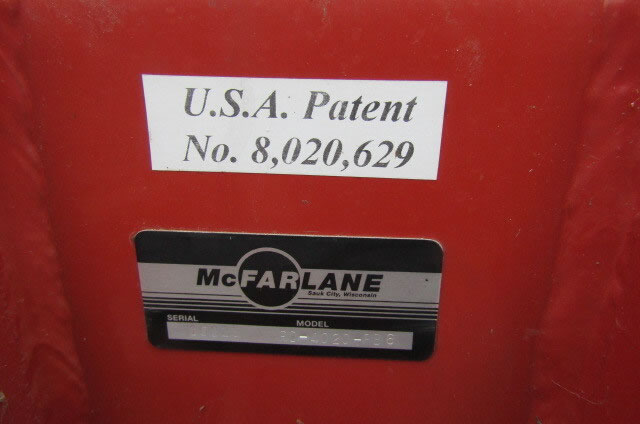 U.S.A. Patent
No. 8,020,629
McFARLANE
Sauk City, Wisconsin
SERIAL MODEL